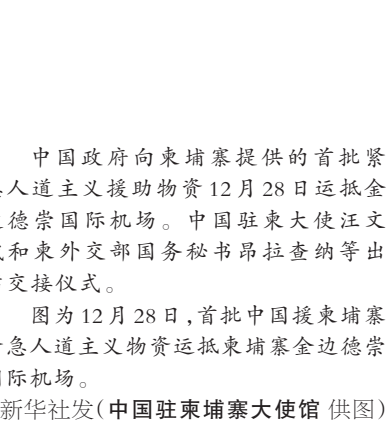 中国政府向柬埔寨提供的首批紧
人道主义援助物资12月28日运抵金
德崇国际机场。中国驻柬大使汪文
和柬外交部国务秘书昂拉查纳等出
交接仪式。
图为12月28日，首批中国援柬埔寨
急人道主义物资运抵柬埔寨金边德崇
国际机场。
新华社发(中国驻柬埔寨大使馆 供图)